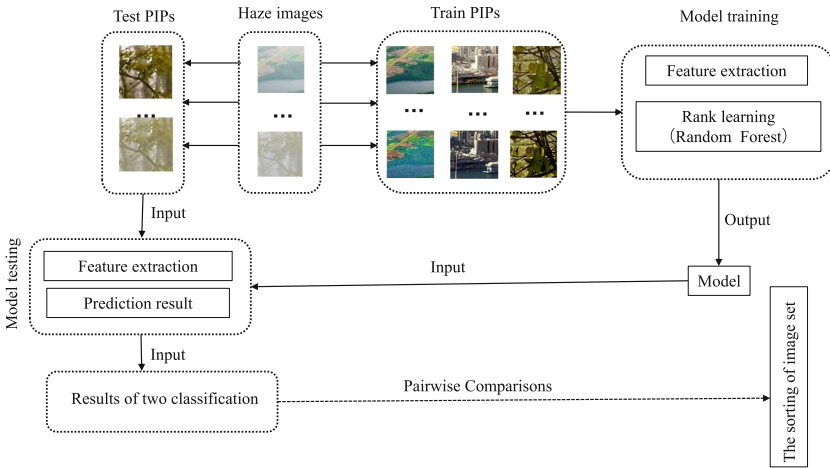 Test PIPs
Haze images
Train PIPs
Model training
...
...
... ... ...
Feature extraction
Rank learning
(Random Forest)
Input
Output
Model testing
Feature extraction
Prediction result
Input
Model
Input
Results of two classification
Pairwise Comparisons
The sorting of image set